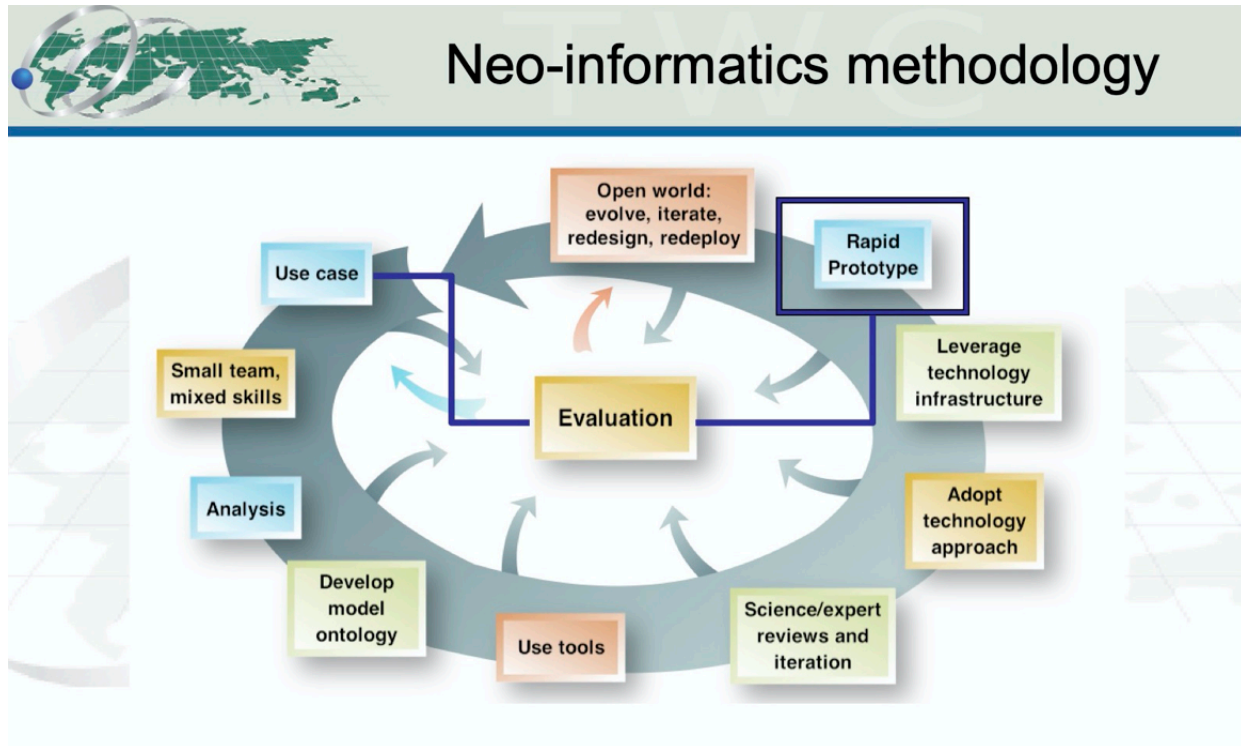 TWC
Neo-informatics methodology
Open world:
evolve, iterate,
redesign, redeploy
Rapid
Prototype
Use case
Leverage
technology
infrastructure
Small team,
mixed skills
Evaluation
Analysis
Adopt
technology
approach
Develop
model
ontology
Use tools
Science/expert
reviews and
iteration